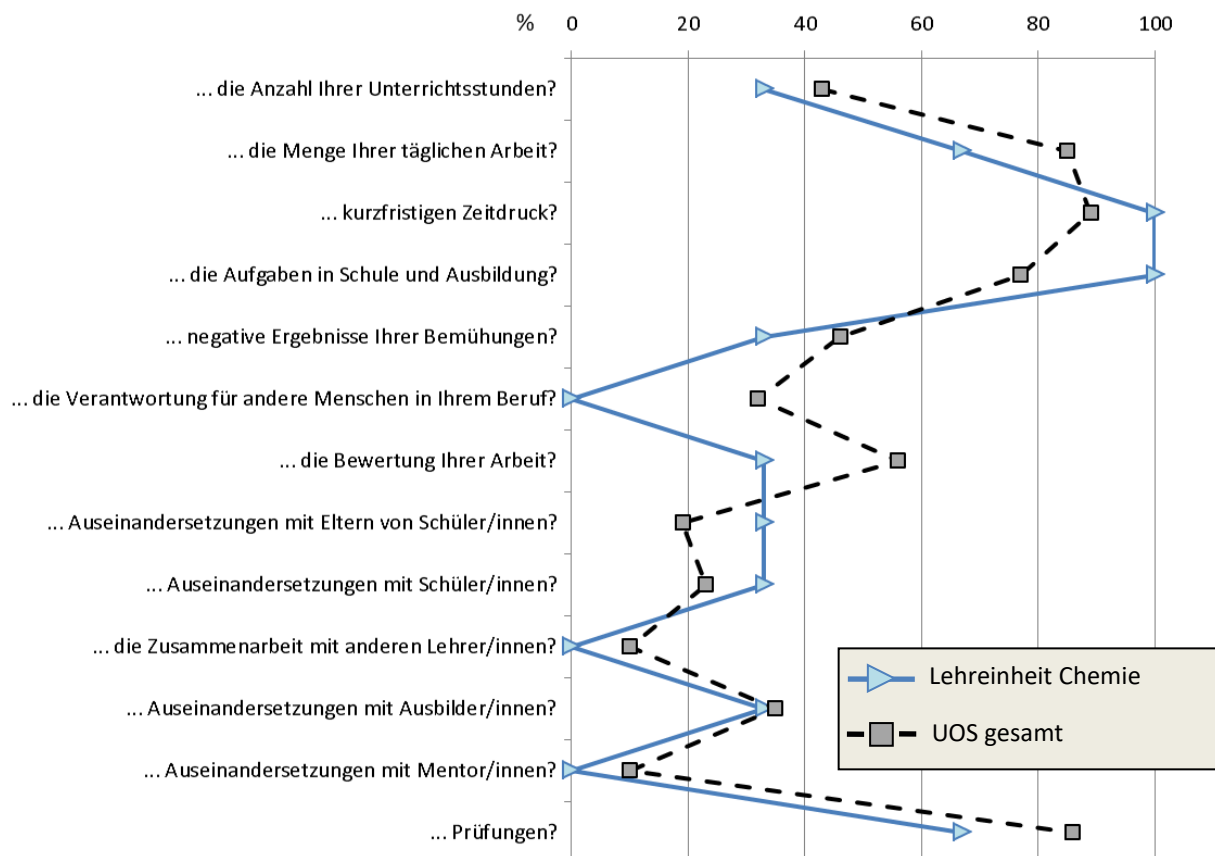 % 0 20 40 60 80 100
... die Anzahl Ihrer Unterrichtsstunden?
... die Menge Ihrer täglichen Arbeit?
... kurzfristigen Zeitdruck?
... die Aufgaben in Schule und Ausbildung?
... negative Ergebnisse Ihrer Bemühungen?
... die Verantwortung für andere Menschen in Ihrem Beruf?
... die Bewertung Ihrer Arbeit?
... Auseinandersetzungen mit Eltern von Schüler/innen?
... Auseinandersetzungen mit Schüler/innen?
... die Zusammenarbeit mit anderen Lehrer/innen?
... Auseinandersetzungen mit Ausbilder/innen?
... Auseinandersetzungen mit Mentor/innen?
... Prüfungen?
Lehreinheit Chemie
UOS gesamt